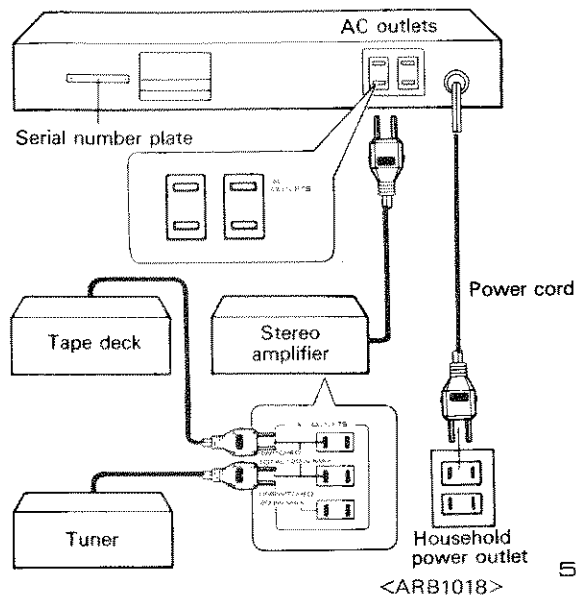 AC outlets
Serial number plate
Power cord
Tape deck
Stereo
amplifier
Tuner
Household
power outlet
5
<ARB1018>